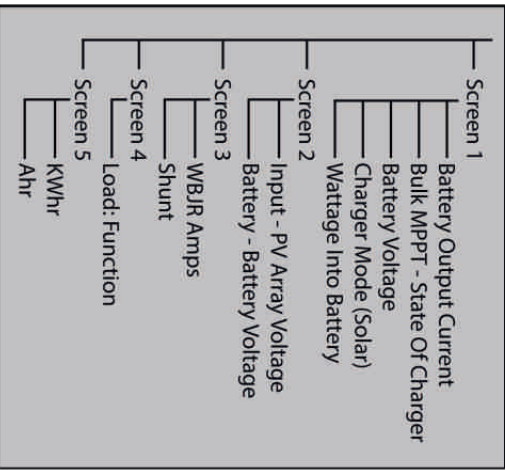 Screen 1
Battery Output Current
Bulk MPPT - State Of Charger
Battery Voltage
Charger Mode (Solar)
Wattage Into Battery
Screen 2
Input - PV Array Voltage
Battery - Battery Voltage
Screen 3
WBJR Amps
Shunt
Screen 4
Load: Function
Screen 5
KWhr
Ahr